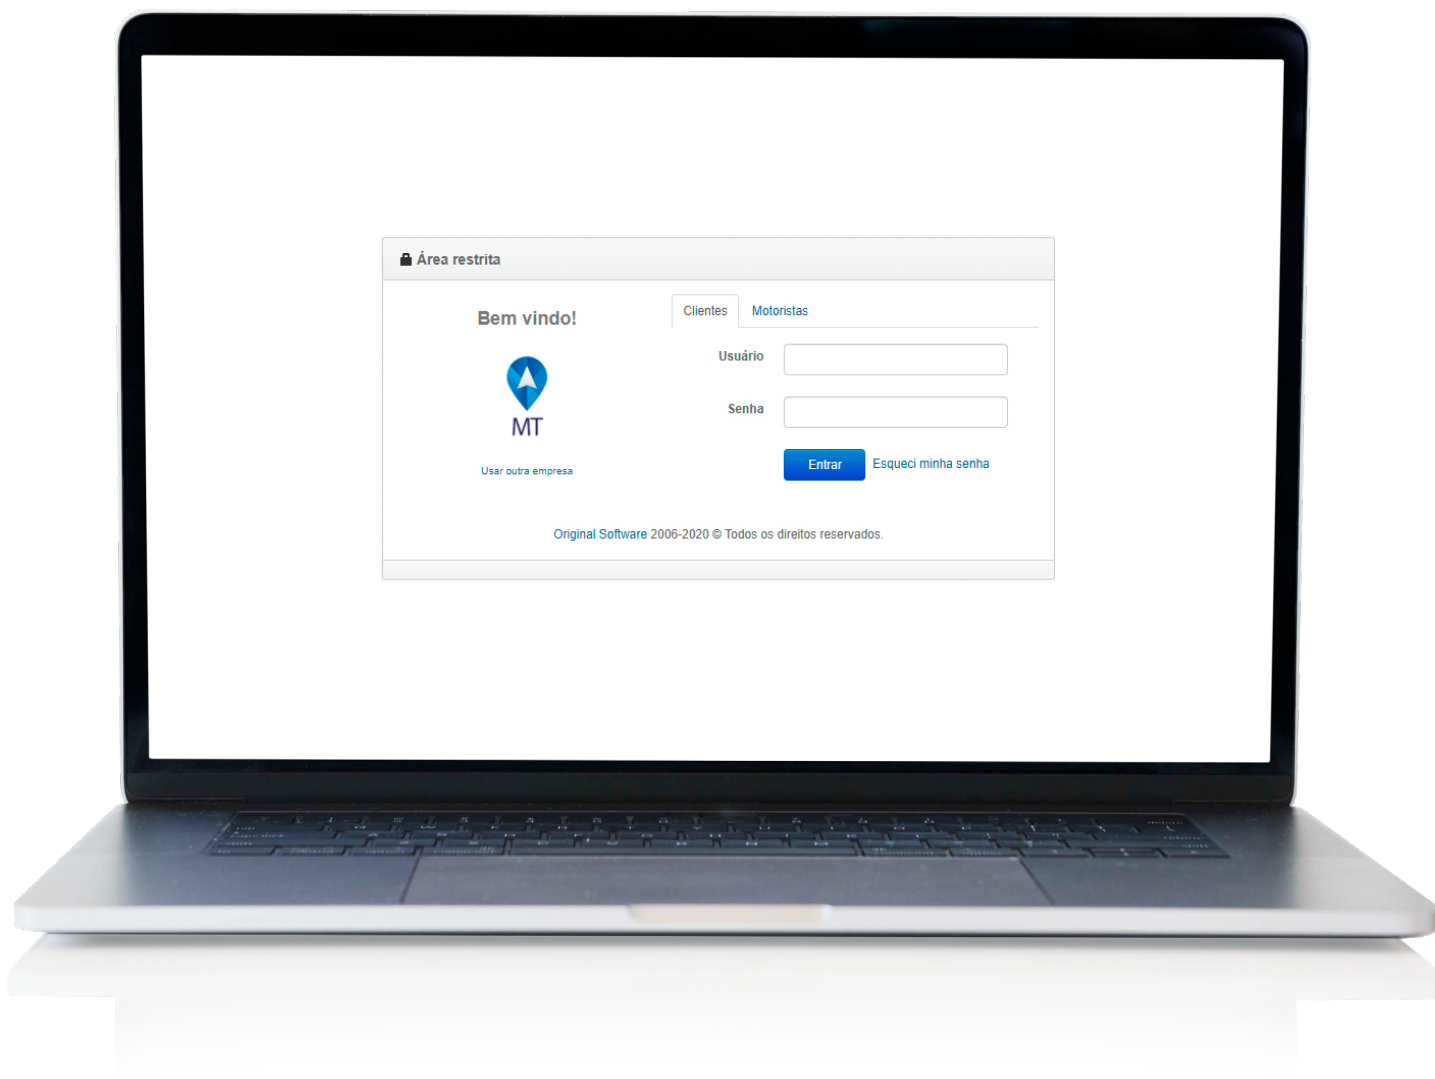 Área restrita
Bem vindo!
MT
Usar outra empresa
Clientes Motoristas
Usuário
Senha
Entrar Esqueci minha senha
Original Software 2006-2020 © Todos os direitos reservados.